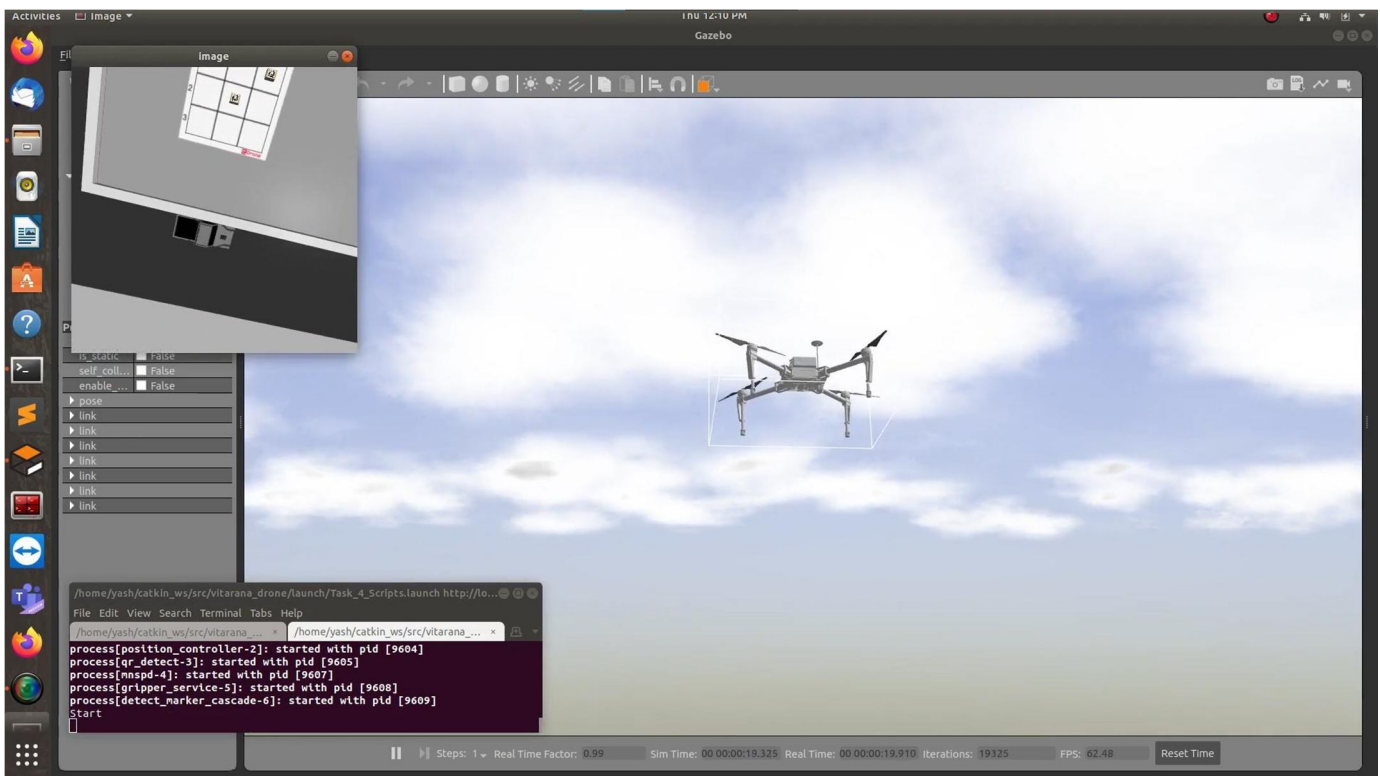 Activities
Image
Thu 12:10 PM
Gazebo
Fil
image
2
3
LOG
is_static False
self_coll... False
enable_... False
pose
link
link
link
link
link
link
link
/home/yash/catkin_ws/src/vitarana_drone/launch/Task_4_Scripts.launch http://lo...
File Edit View Search Terminal Tabs Help
/home/yash/catkin_ws/src/vitarana_... ×
/home/yash/catkin_ws/src/vitarana_... ×
process[position_controller-2]: started with pid [9604]
process[qr_detect-3]: started with pid [9605]
process[mnspd-4]: started with pid [9607]
process[gripper_service-5]: started with pid [9608]
process[detect_marker_cascade-6]: started with pid [9609]
Start
Steps: 1 Real Time Factor: 0.99 Sim Time: 00 00:00:19.325 Real Time: 00 00:00:19.910 Iterations: 19325 FPS: 62.48 Reset Time